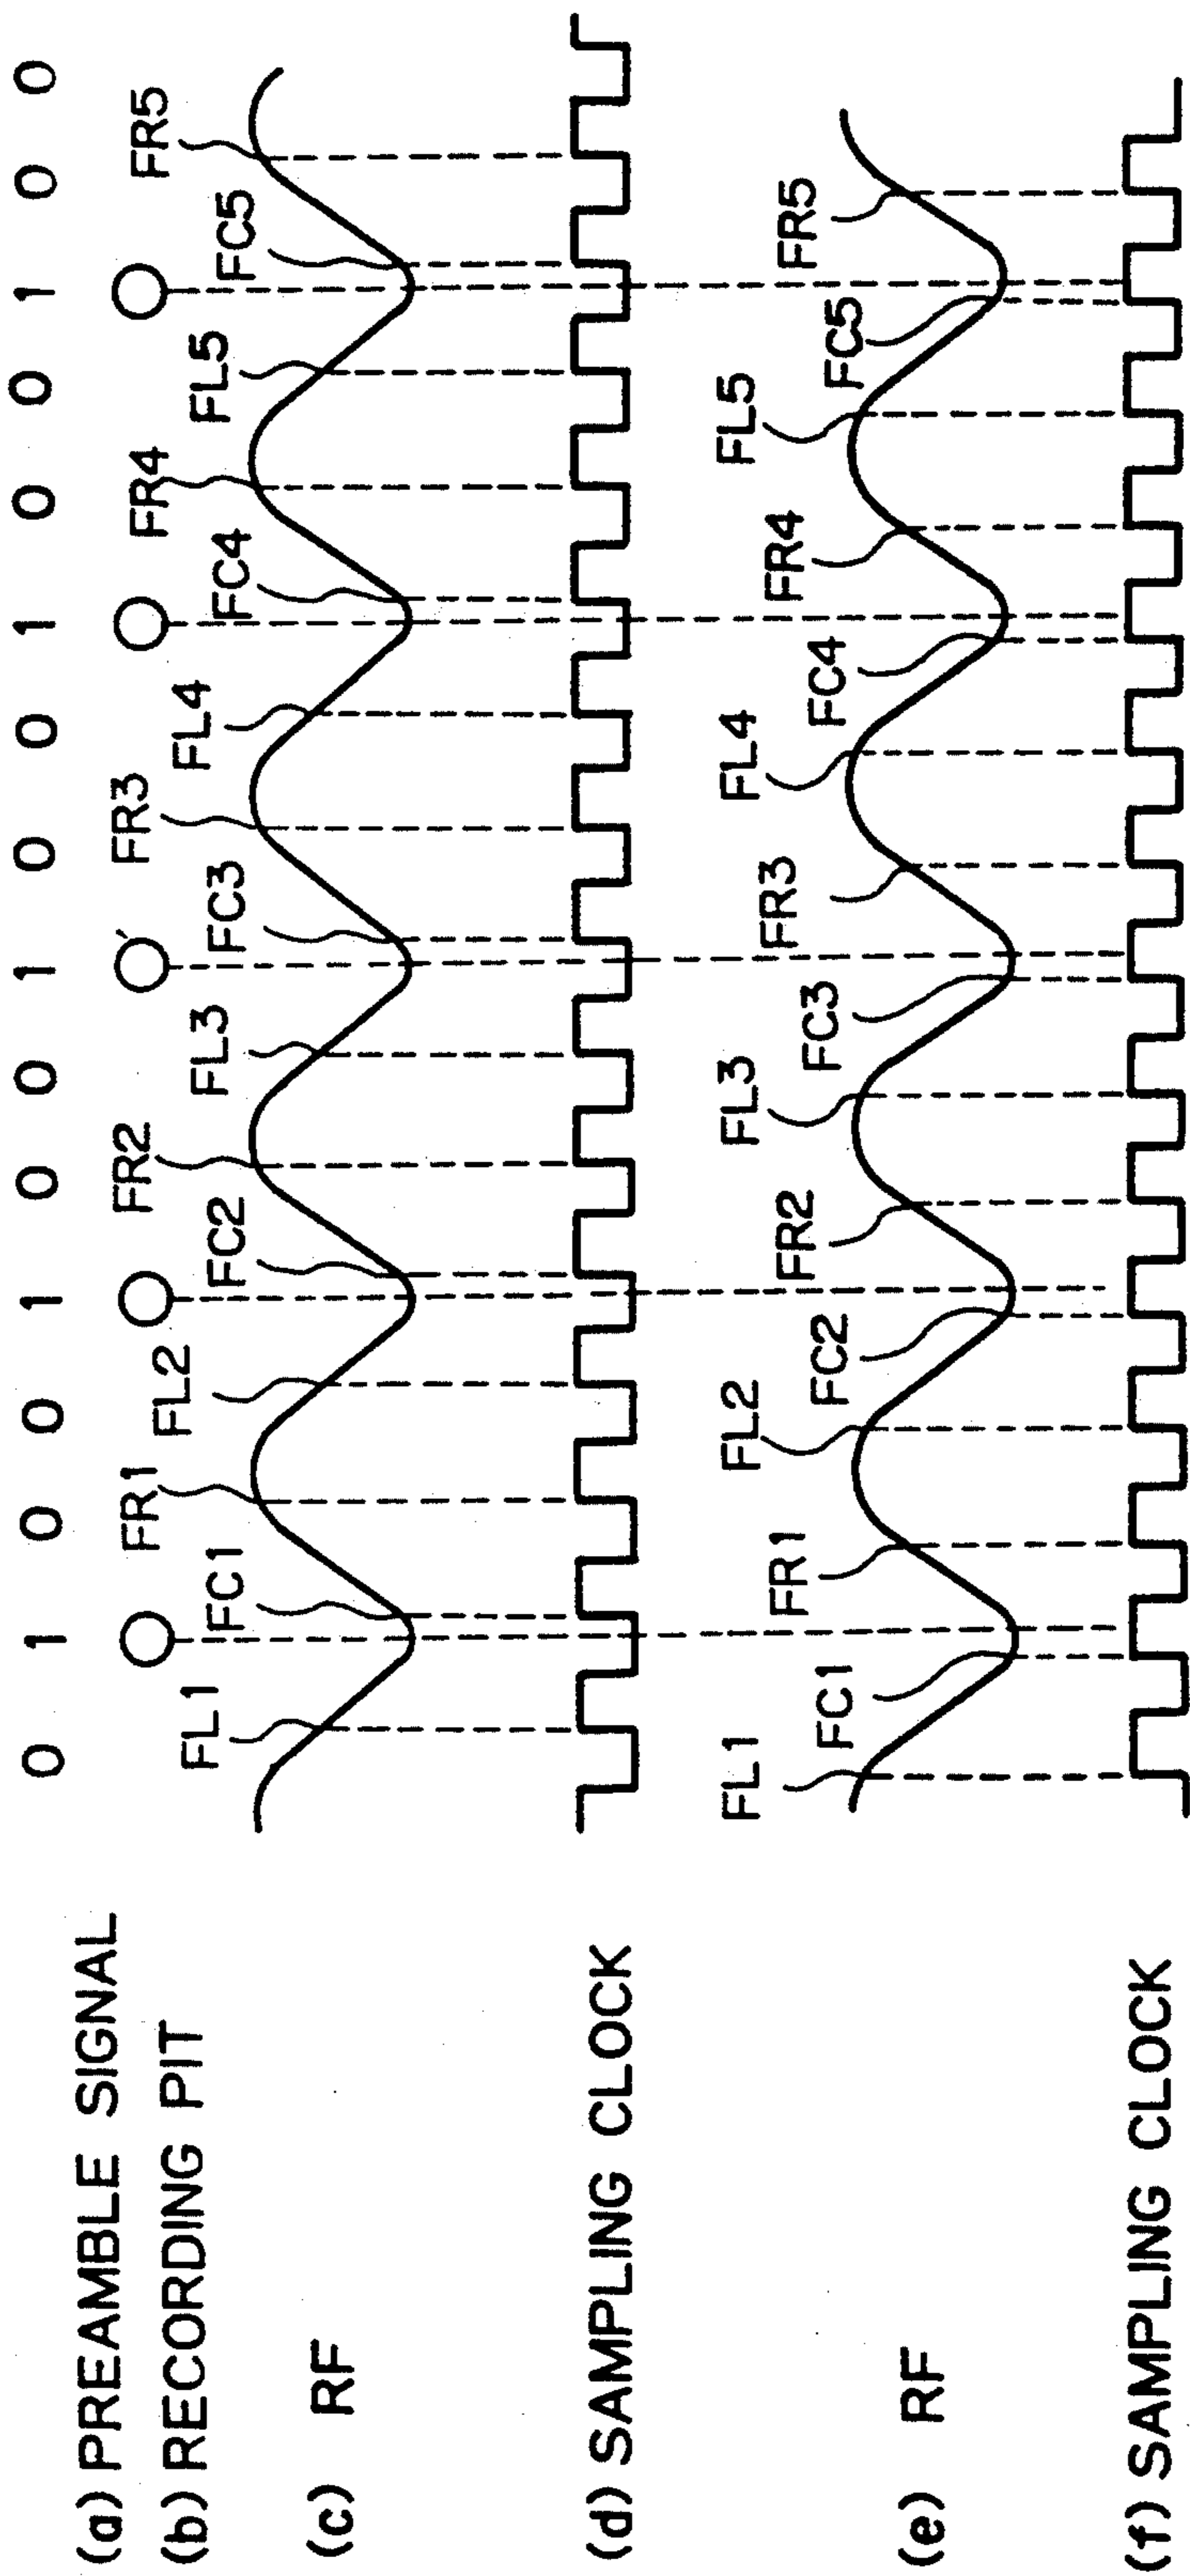 (a) PREAMBLE SIGNAL 0 1 0 0 1 0 0 1 0 0 1 0 0 1 0 0
(b) RECORDING PIT
(c) RF
FL1 FC1 FR1 FL2 FC2 FR2 FL3 FC3 FR3 FL4 FC4 FR4 FL5 FC5 FR5
(d) SAMPLING CLOCK
(e) RF
FL1 FC1 FR1 FL2 FC2 FR2 FL3 FC3 FR3 FL4 FC4 FR4 FL5 FC5 FR5
(f) SAMPLING CLOCK